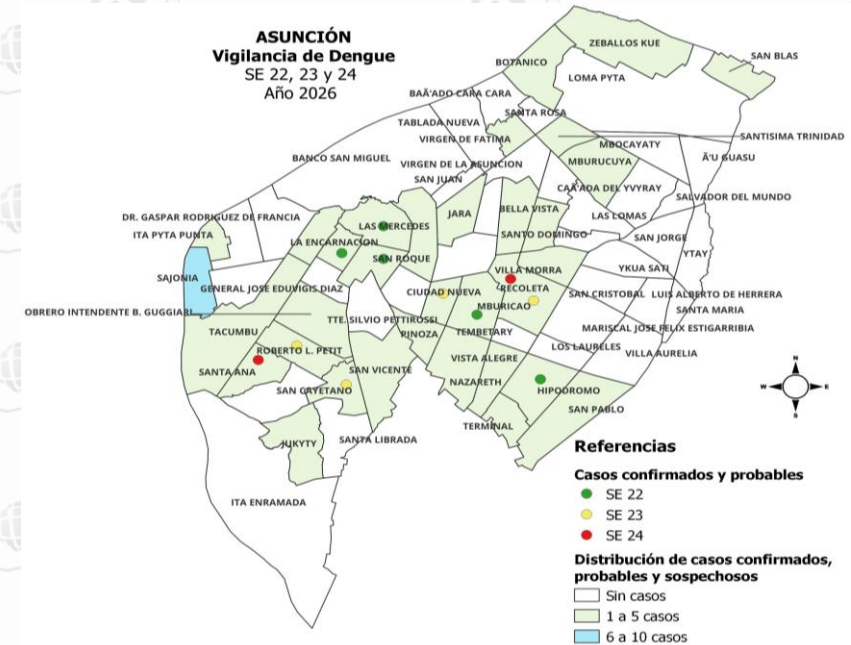 ASUNCIÓN
Vigilancia de Dengue
SE 22, 23 y 24
Año 2026
ZEBALLOS KUE
SAN BLAS
BOTANICO
LOMA PYTA
BAÃ'ADO CARA CARA
SANTA ROSA
TABLADA NUEVA
SANTISIMA TRINIDAD
VIRGEN DE FATIMA
MBOCAYATY
BANCO SAN MIGUEL
VIRGEN DE LA ASUNCION
MBURUCUYA
Ã'U GUASU
SAN JUAN
CAÃ'ADA DEL YVYRAY
SALVADOR DEL MUNDO
DR. GASPAR RODRIGUEZ DE FRANCIA
JARA
BELLA VISTA
LAS LOMAS
LAS MERCEDES
ITA PYTA PUNTA
SANTO DOMINGO
SAN JORGE
LA ENCARNACION
SAN ROQUE
YTAY
VILLA MORRA
YKUA SATI
SAJONIA
GENERAL JOSE EDUVIGIS DIAZ
CIUDAD NUEVA
RECOLETA
SAN CRISTOBAL
LUIS ALBERTO DE HERRERA
MBURICAO
SANTA MARIA
OBRERO INTENDENTE B. GUGGIARI
TTE. SILVIO PETTIROSSI
MARISCAL JOSE FELIX ESTIGARRIBIA
TACUMBU
PINOZA
TEMBETARY
LOS LAURELES
ROBERTO L. PETIT
VILLA AURELIA
VISTA ALEGRE
SANTA ANA
SAN VICENTE
NAZARETH
SAN CAYETANO
HIPODROMO
SAN PABLO
TERMINAL
JUKYTY
SANTA LIBRADA
ITA ENRAMADA
N
W
E
S
Referencias
Casos confirmados y probables
SE 22
SE 23
SE 24
Distribución de casos confirmados,
probables y sospechosos
Sin casos
1 a 5 casos
6 a 10 casos